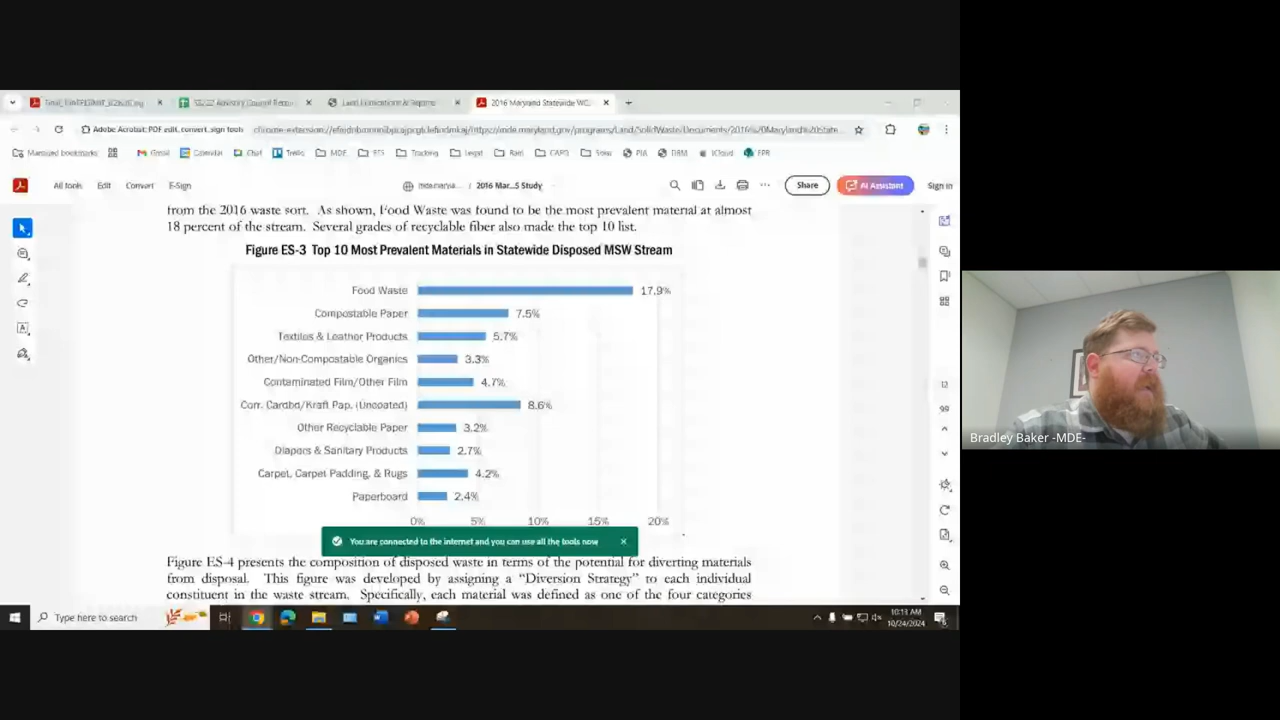 2016 Maryland Statewide WC
Adobe Acrobat: PDF edit, convert, sign tools
Gmail Calendar Chat Trello MDE Tracking Legal CAPG PIA DBM iCloud EPR
All tools Edit Convert E-Sign
/ 2016 Mar...S Study
Share
AI Assistant
Sign in
from the 2016 waste sort. As shown, Food Waste was found to be the most prevalent material at almost
18 percent of the stream. Several grades of recyclable fiber also made the top 10 list.
Figure ES-3 Top 10 Most Prevalent Materials in Statewide Disposed MSW Stream
Food Waste 17.9%
Compostable Paper 7.5%
Textiles & Leather Products 5.7%
Other/Non-Compostable Organics 3.3%
Contaminated Film/Other Film 4.7%
Corr. Cardbo/Kraft Pap. (Uncoated) 8.6%
Other Recyclable Paper 3.2%
Diapers & Sanitary Products 2.7%
Carpet, Carpet Padding, & Rugs 4.2%
Paperboard 2.4%
0% 5% 10% 15% 20%
You are connected to the internet and you can use all the tools now
Figure ES-4 presents the composition of disposed waste in terms of the potential for diverting materials
from disposal. This figure was developed by assigning a “Diversion Strategy” to each individual
constituent in the waste stream. Specifically, each material was defined as one of the four categories
12
99
Type here to search
10:13 AM
10/24/2024
Bradley Baker -MDE-